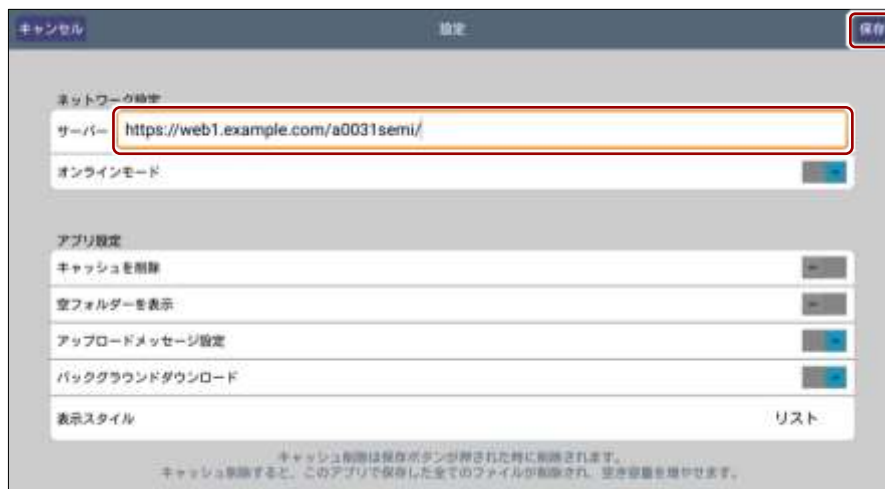 キャンセル
設定
保存
ネットワーク設定
サーバー
https://web1.example.com/a0031semi/
オンラインモード
アプリ設定
キャッシュを削除
空フォルダーを表示
アップロードメッセージ設定
バックグラウンドダウンロード
表示スタイル
リスト
キャッシュ削除は保存ボタンが押された時に削除されます。
キャッシュ削除すると、このアプリで保存した全てのファイルが削除され、空き容量を増やせます。